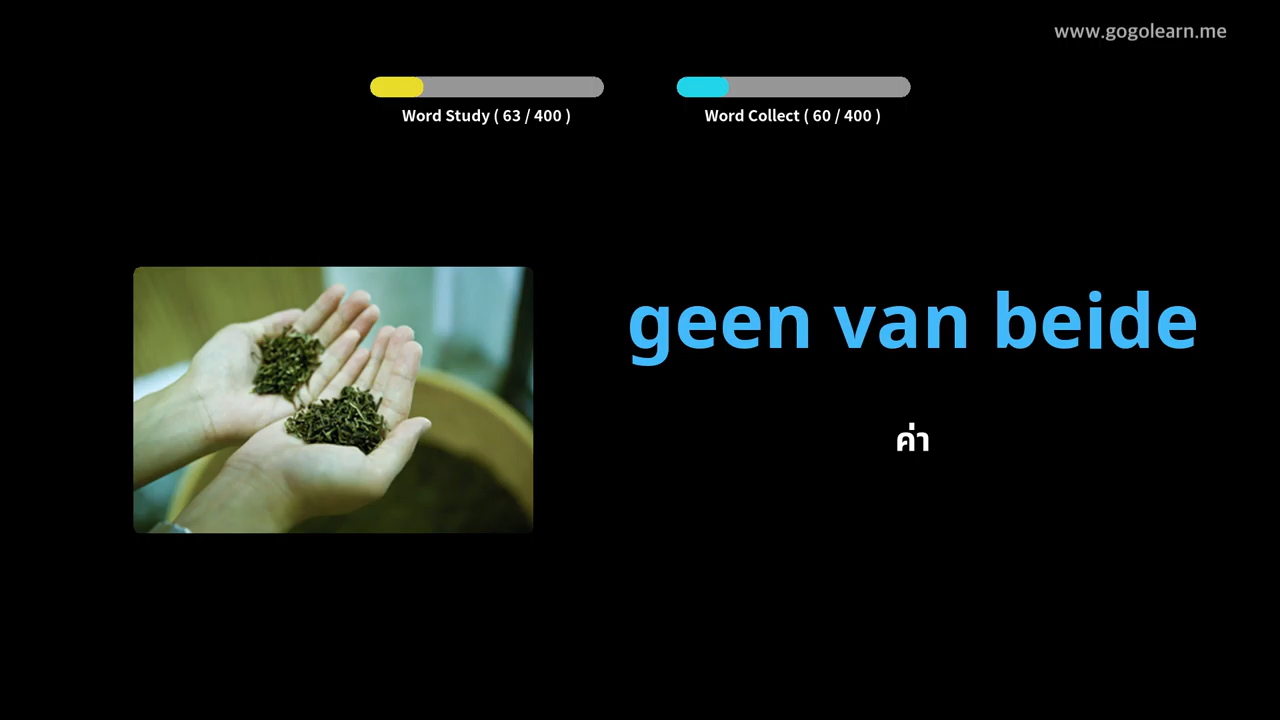 www.gogolearn.me
Word Study ( 63 / 400 )
Word Collect ( 60 / 400 )
geen van beide
ค่า